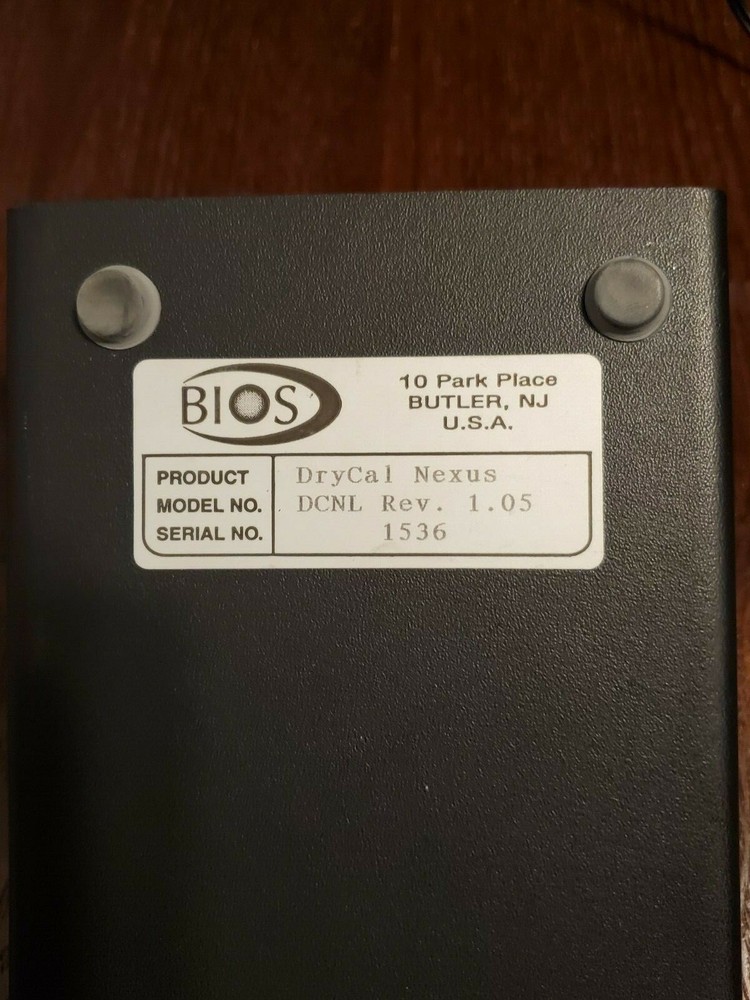 BIOS
10 Park Place
BUTLER, NJ
U.S.A.
PRODUCT DryCal Nexus
MODEL NO. DCNL Rev. 1.05
SERIAL NO. 1536